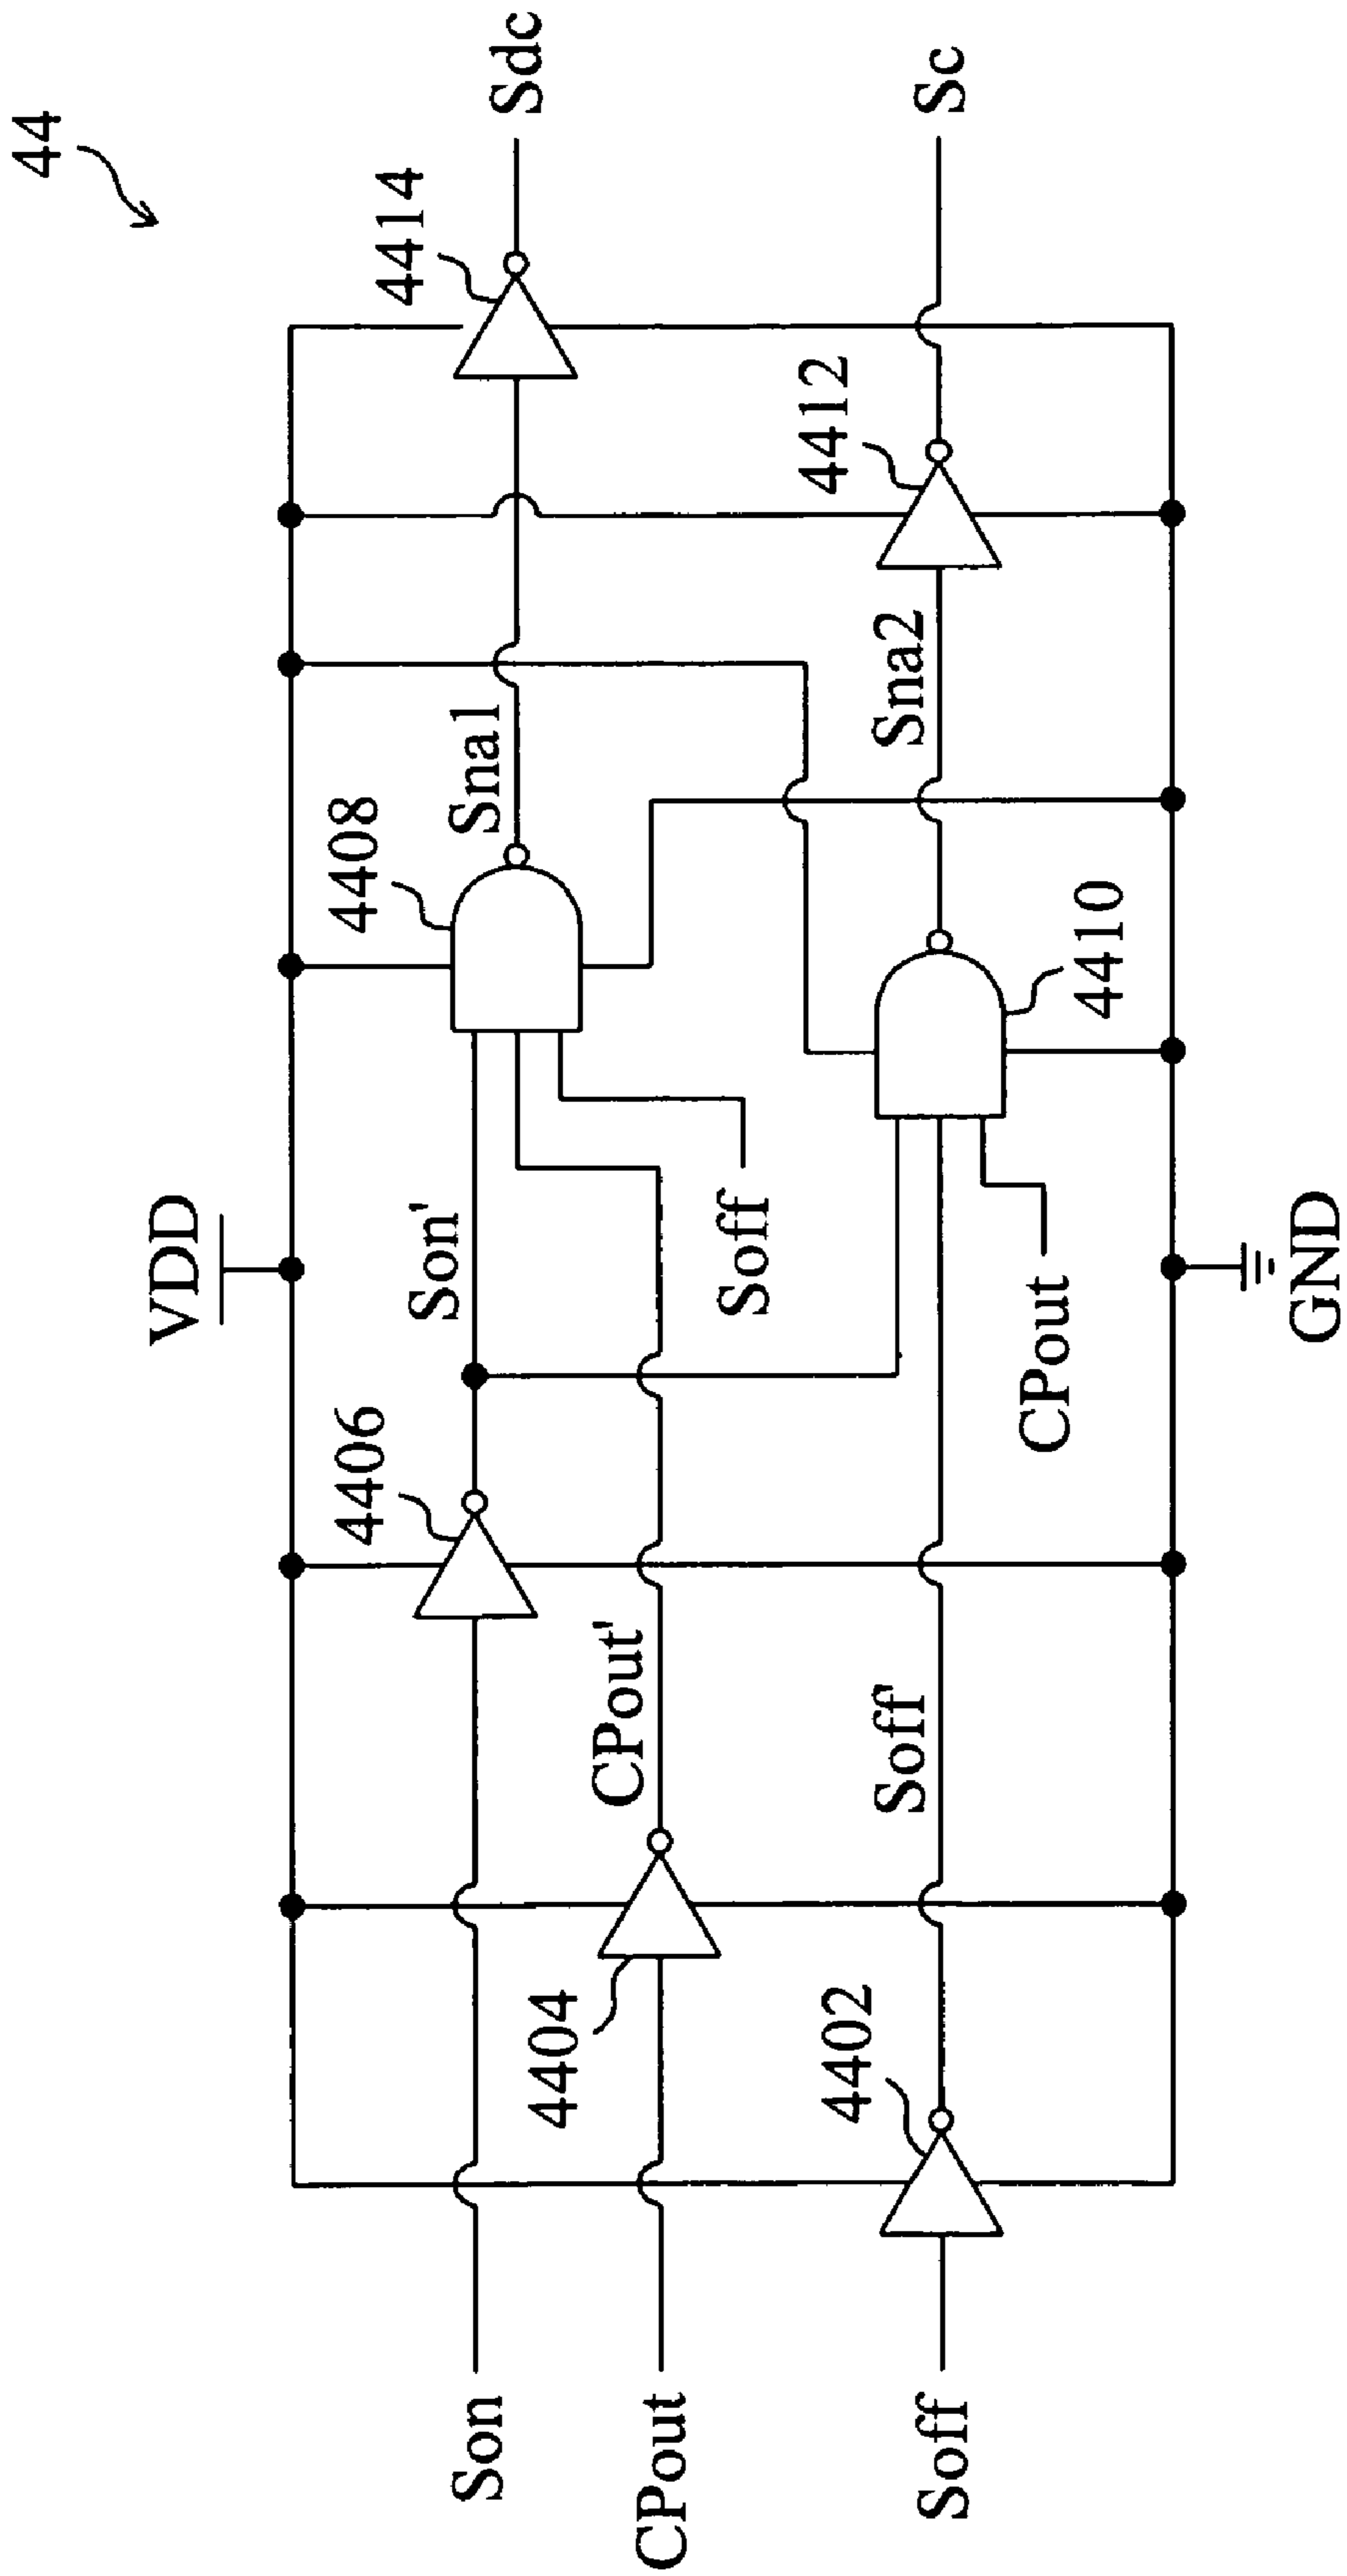 44
VDD
4406
4408
4414
Son
Son'
Sna1
Sdc
4404
CPout'
CPout
Soff
4402
4412
Soff
Soff'
Sna2
Sc
CPout
4410
GND